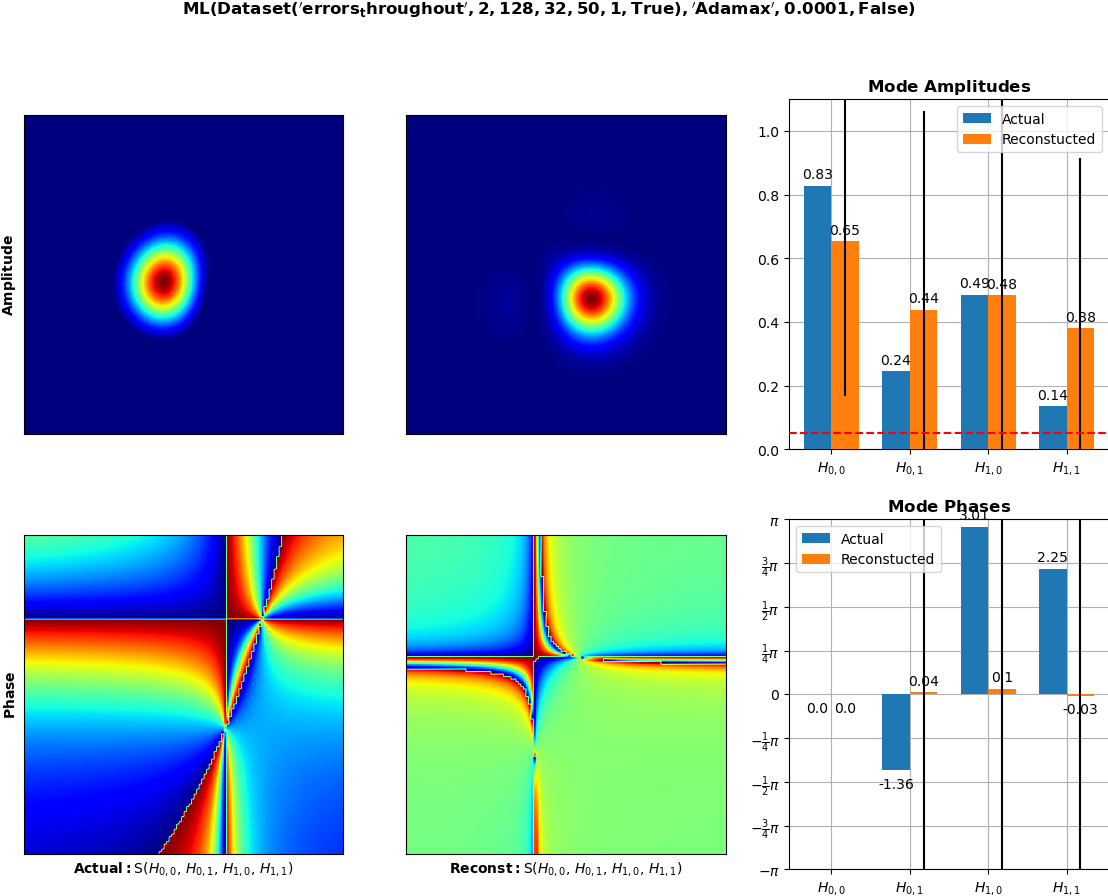 ML(Dataset('errors_throughout', 2, 128, 32, 50, 1, True), 'Adamax', 0.0001, False)
Amplitude
Mode Amplitudes
Actual
Reconstucted
1.0
0.8
0.6
0.4
0.2
0.0
0.83
0.65
0.24
0.44
0.49
0.48
0.14
0.38
H0,0
H0,1
H1,0
H1,1
Phase
Actual: S(H0,0, H0,1, H1,0, H1,1)
Reconst: S(H0,0, H0,1, H1,0, H1,1)
Mode Phases
Actual
Reconstucted
π
3/4π
1/2π
1/4π
0
−1/4π
−1/2π
−3/4π
−π
0.0
0.0
-1.36
0.04
3.01
0.1
2.25
-0.03
H0,0
H0,1
H1,0
H1,1